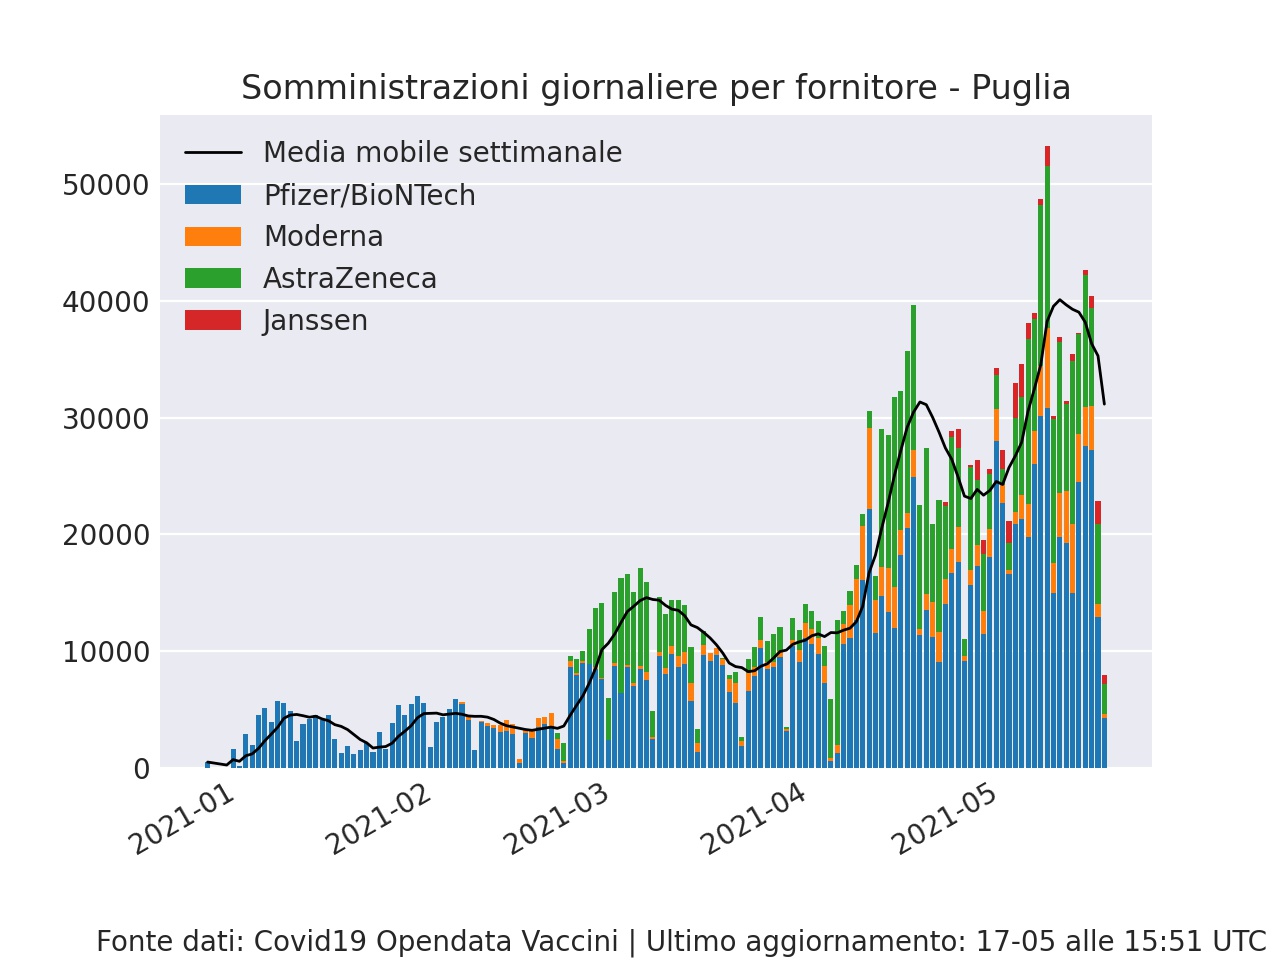 Somministrazioni giornaliere per fornitore - Puglia
Media mobile settimanale
Pfizer/BioNTech
Moderna
AstraZeneca
Janssen
50000
40000
30000
20000
10000
0
2021-01
2021-02
2021-03
2021-04
2021-05
Fonte dati: Covid19 Opendata Vaccini | Ultimo aggiornamento: 17-05 alle 15:51 UTC